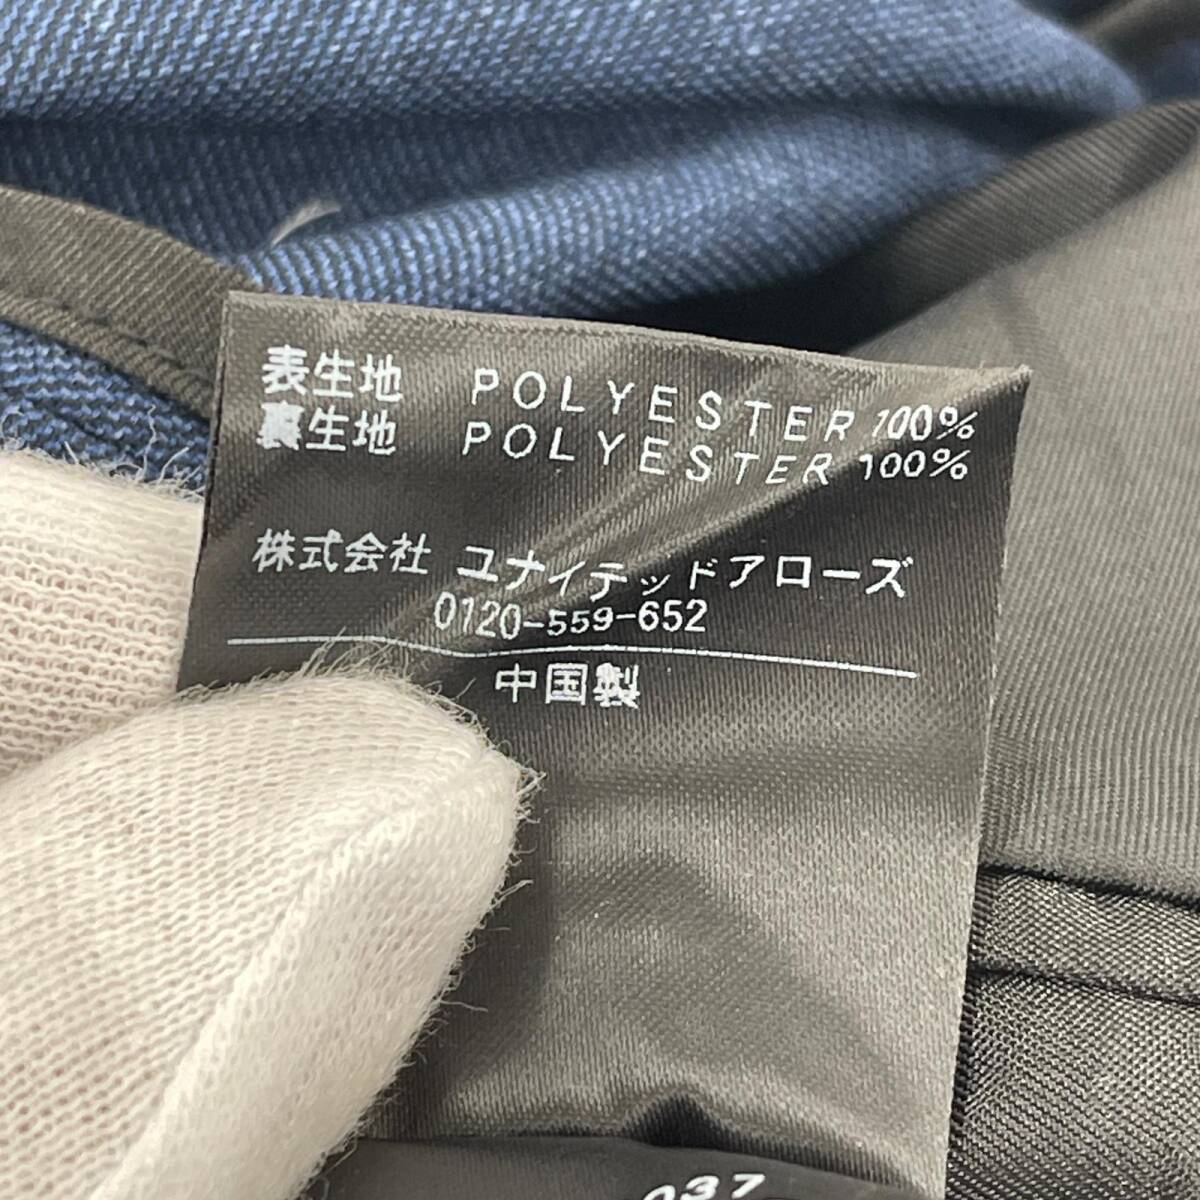 表生地 POLYESTER 100%
裏生地 POLYESTER 100%
株式会社 ユナイテッドアローズ
0120-559-652
中国製
037